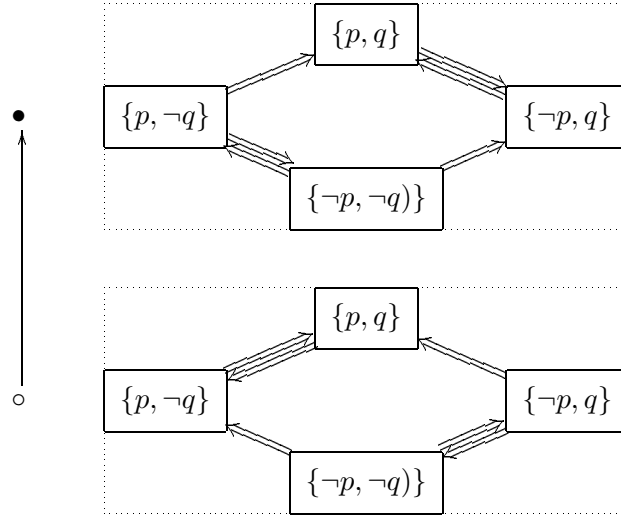 {p, q}
{p, ¬q}
{¬p, q}
{¬p, ¬q)}
{p, q}
{p, ¬q}
{¬p, q}
{¬p, ¬q)}